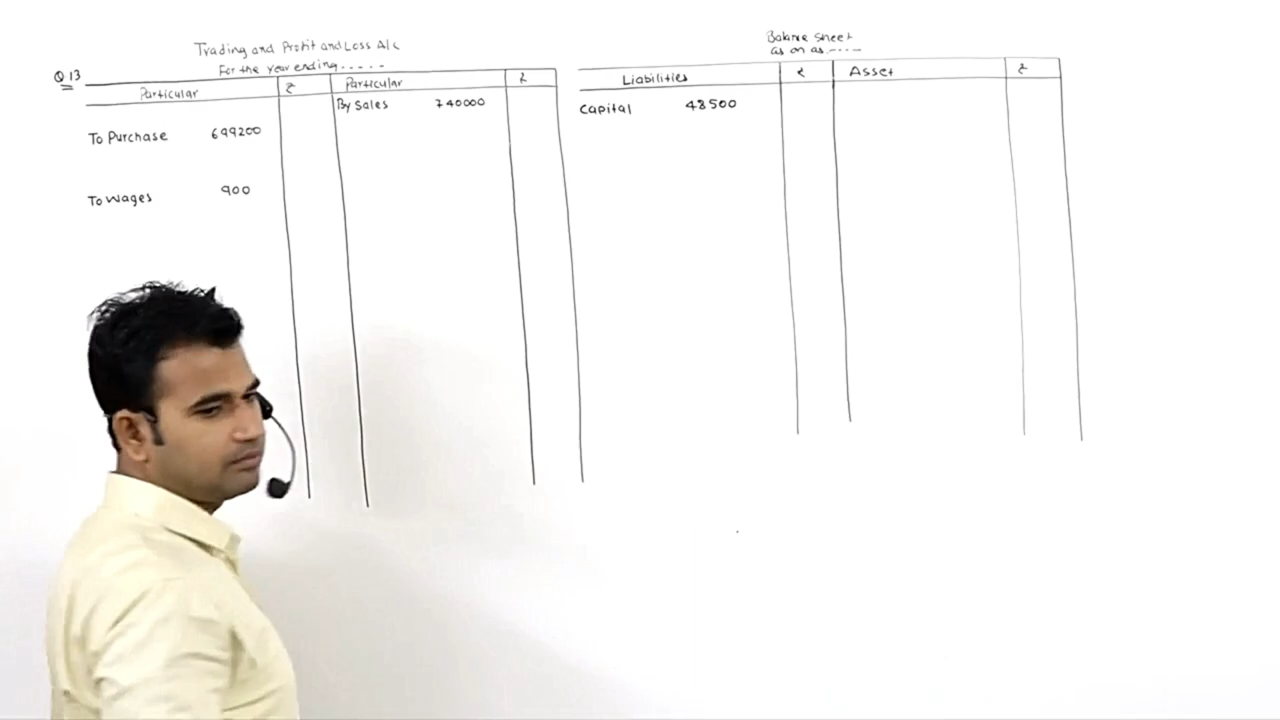 Trading and Profit and Loss A/c
For the year ending.....
Q 13
Particular ₹ Particular ₹
By Sales 740000
To Purchase 699200
To Wages 900
Balance Sheet
as on as.----
Liabilities ₹ Asset ₹
Capital 48500